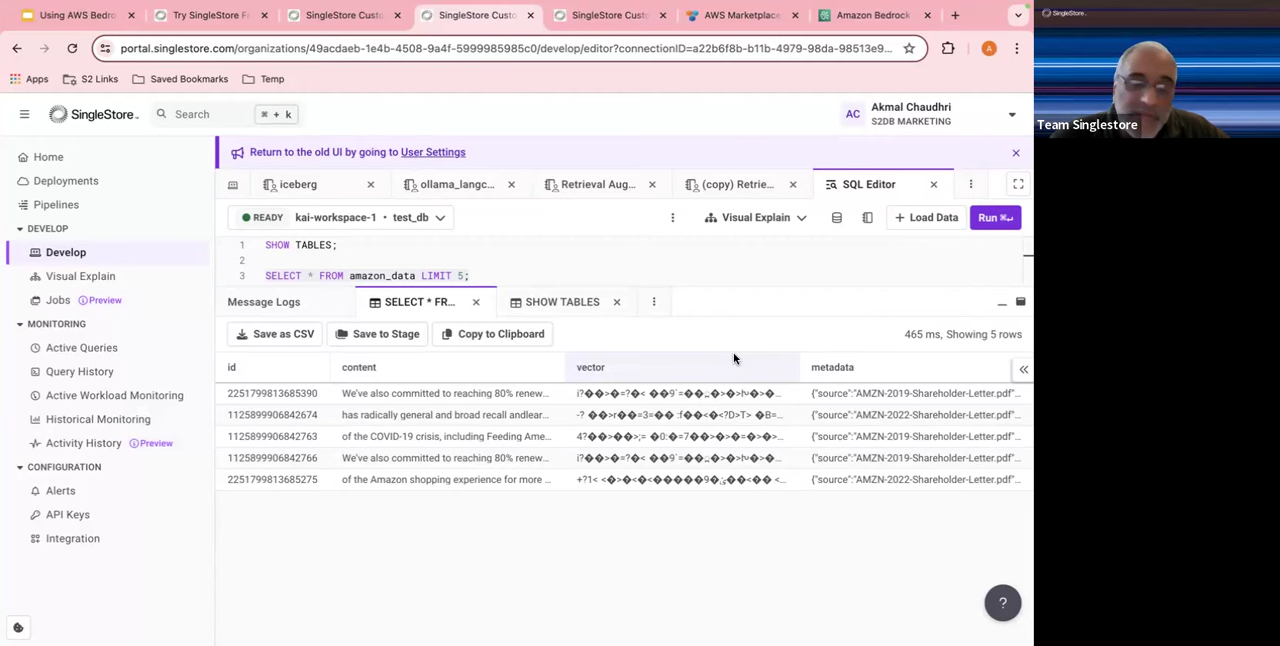 Using AWS Bedro
Try SingleStore F
SingleStore Custo
SingleStore Custo
SingleStore Custo
AWS Marketplace
Amazon Bedrock
SingleStore
portal.singlestore.com/organizations/49acdaeb-1e4b-4508-9a4f-5999985985c0/develop/editor?connectionID=a22b6f8b-b11b-4979-98da-98513e9...
A
Apps
S2 Links
Saved Bookmarks
Temp
SingleStore
Search
⌘ + k
AC
Akmal Chaudhri
S2DB MARKETING
Team Singlestore
Home
Deployments
Pipelines
DEVELOP
Develop
Visual Explain
Jobs
Preview
MONITORING
Active Queries
Query History
Active Workload Monitoring
Historical Monitoring
Activity History
Preview
CONFIGURATION
Alerts
API Keys
Integration
Return to the old UI by going to User Settings
iceberg
ollama_langc...
Retrieval Aug...
(copy) Retrie...
SQL Editor
READY kai-workspace-1 • test_db
Visual Explain
+ Load Data
Run ⌘↵
1 SHOW TABLES;
2
3 SELECT * FROM amazon_data LIMIT 5;
Message Logs
SELECT * FR...
SHOW TABLES
Save as CSV
Save to Stage
Copy to Clipboard
465 ms, Showing 5 rows
id content vector metadata
2251799813685390 We've also committed to reaching 80% renew... {"source":"AMZN-2019-Shareholder-Letter.pdf"...
1125899906842674 has radically general and broad recall andlear... {"source":"AMZN-2022-Shareholder-Letter.pdf"...
1125899906842763 of the COVID-19 crisis, including Feeding Ame... {"source":"AMZN-2019-Shareholder-Letter.pdf"...
1125899906842766 We've also committed to reaching 80% renew... {"source":"AMZN-2019-Shareholder-Letter.pdf"...
2251799813685275 of the Amazon shopping experience for more ... {"source":"AMZN-2022-Shareholder-Letter.pdf"...
?